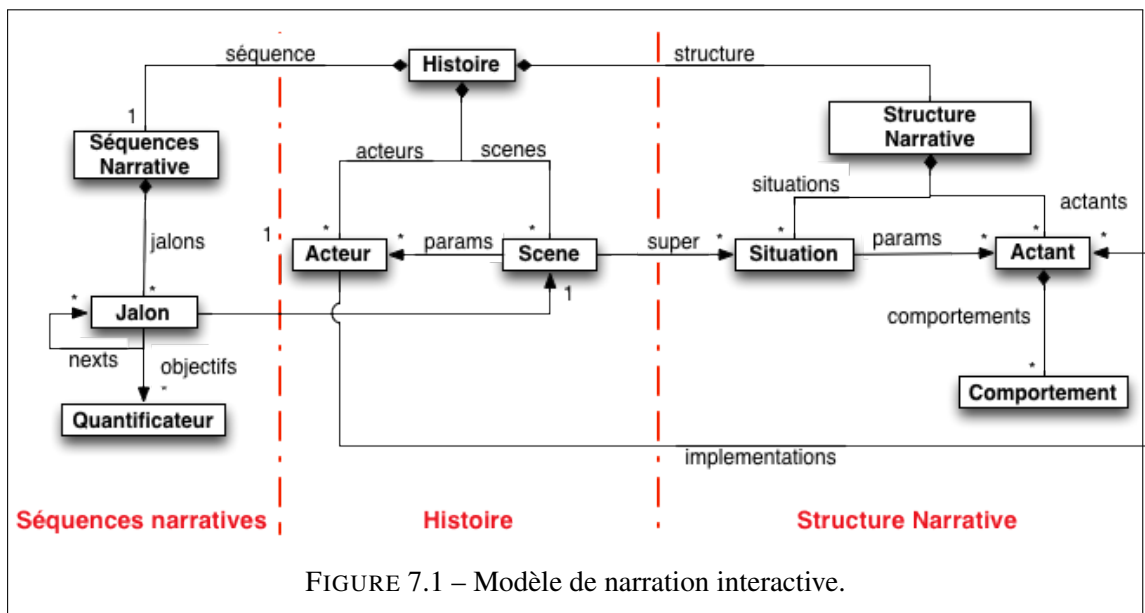 séquence
Histoire
structure
1
Séquences
Narrative
Structure
Narrative
acteurs
scenes
situations
actants
jalons
1
*
*
*
*
*
*
*
Acteur
params
Scene
super
Situation
params
Actant
*
*
Jalon
1
comportements
nexts
objectifs
*
*
Quantificateur
Comportement
implementations
Séquences narratives
Histoire
Structure Narrative
FIGURE 7.1 – Modèle de narration interactive.